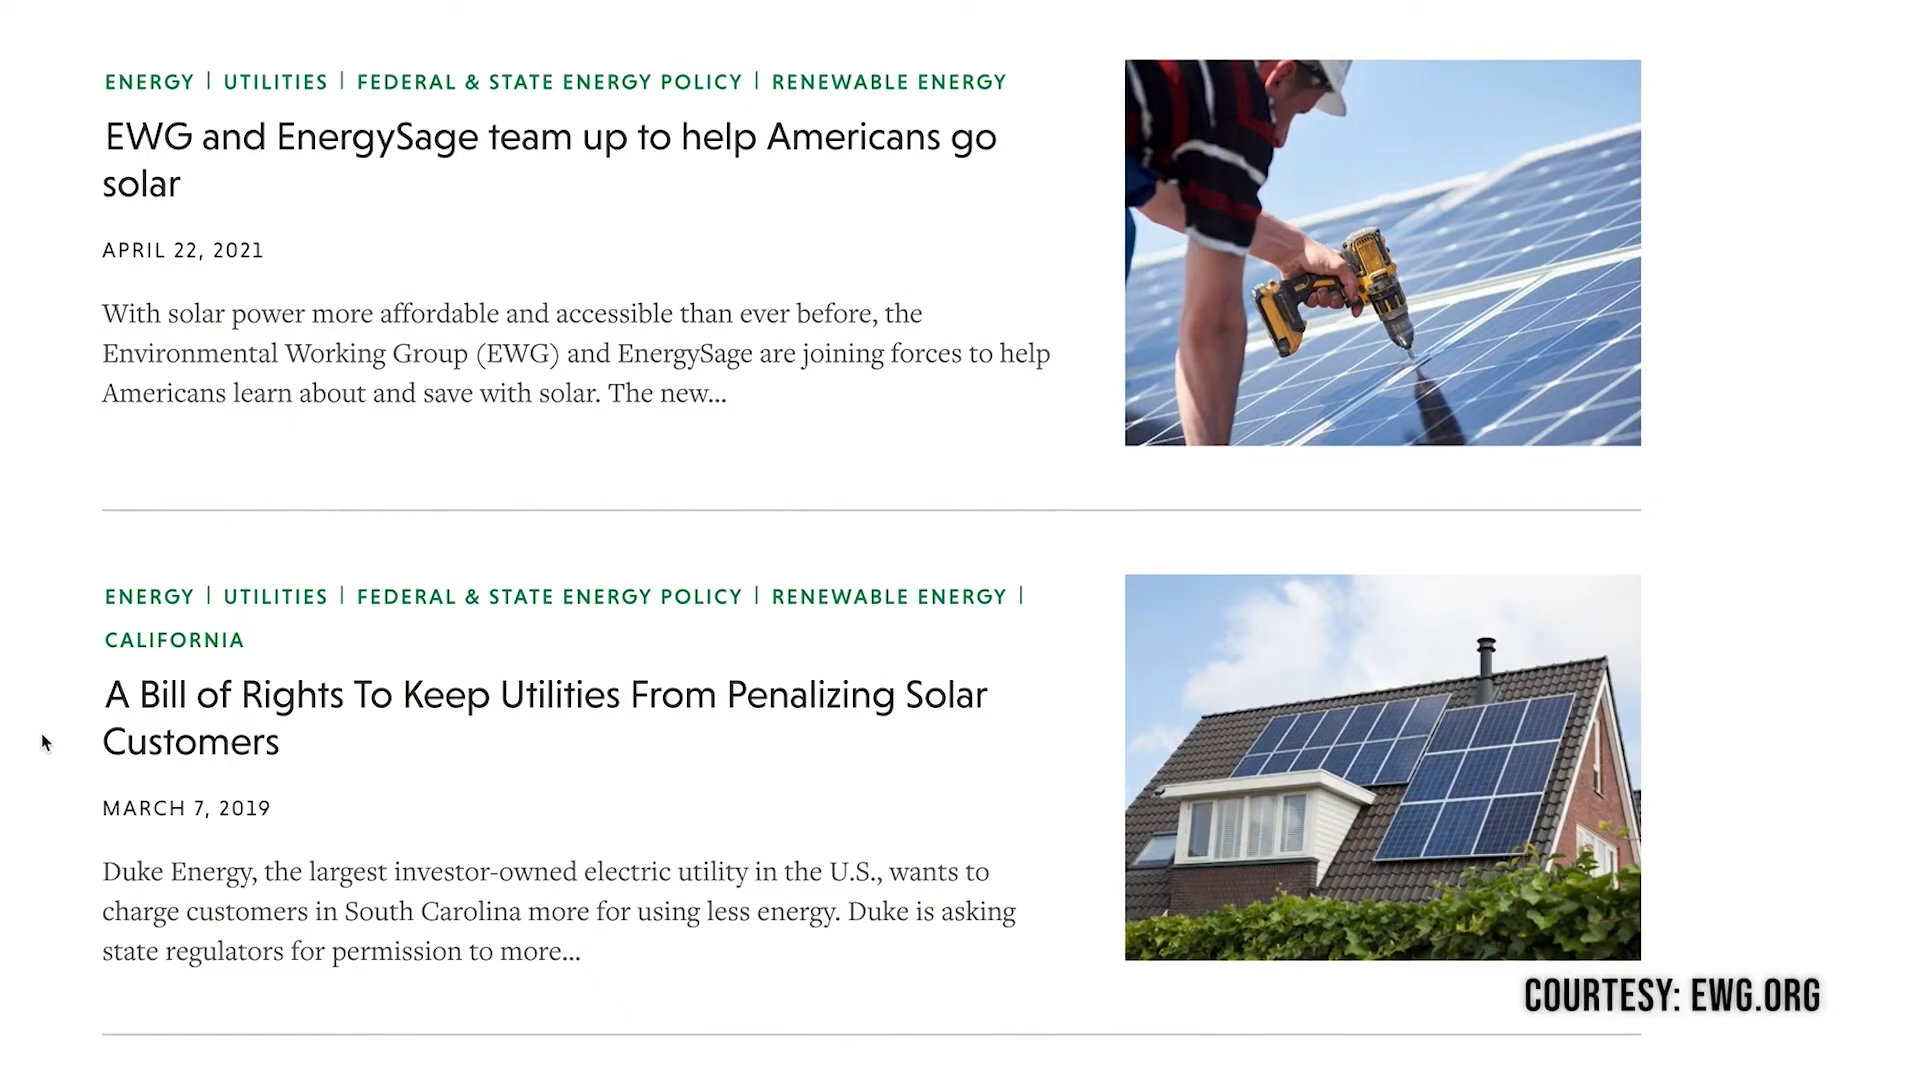 ENERGY | UTILITIES | FEDERAL & STATE ENERGY POLICY | RENEWABLE ENERGY
EWG and EnergySage team up to help Americans go
solar
APRIL 22, 2021
With solar power more affordable and accessible than ever before, the
Environmental Working Group (EWG) and EnergySage are joining forces to help
Americans learn about and save with solar. The new...
ENERGY | UTILITIES | FEDERAL & STATE ENERGY POLICY | RENEWABLE ENERGY |
CALIFORNIA
A Bill of Rights To Keep Utilities From Penalizing Solar
Customers
MARCH 7, 2019
Duke Energy, the largest investor-owned electric utility in the U.S., wants to
charge customers in South Carolina more for using less energy. Duke is asking
state regulators for permission to more...
COURTESY: EWG.ORG